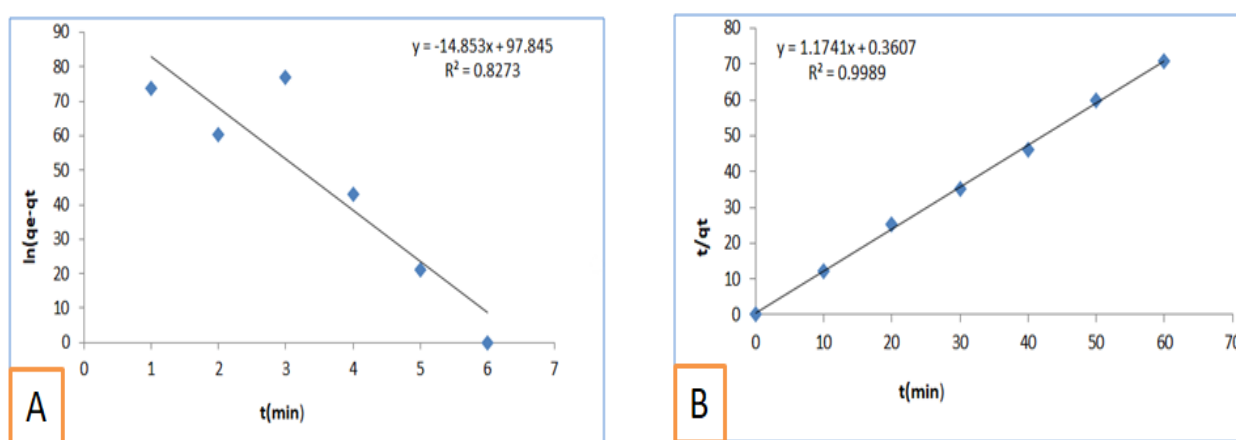 90
80
70
60
50
40
30
20
10
0
y = -14.853x + 97.845
R² = 0.8273
ln(qe-qt
0 1 2 3 4 5 6 7
t(min)
A
80
70
60
50
40
30
20
10
0
y = 1.1741x + 0.3607
R² = 0.9989
t/qt
0 10 20 30 40 50 60 70
t(min)
B